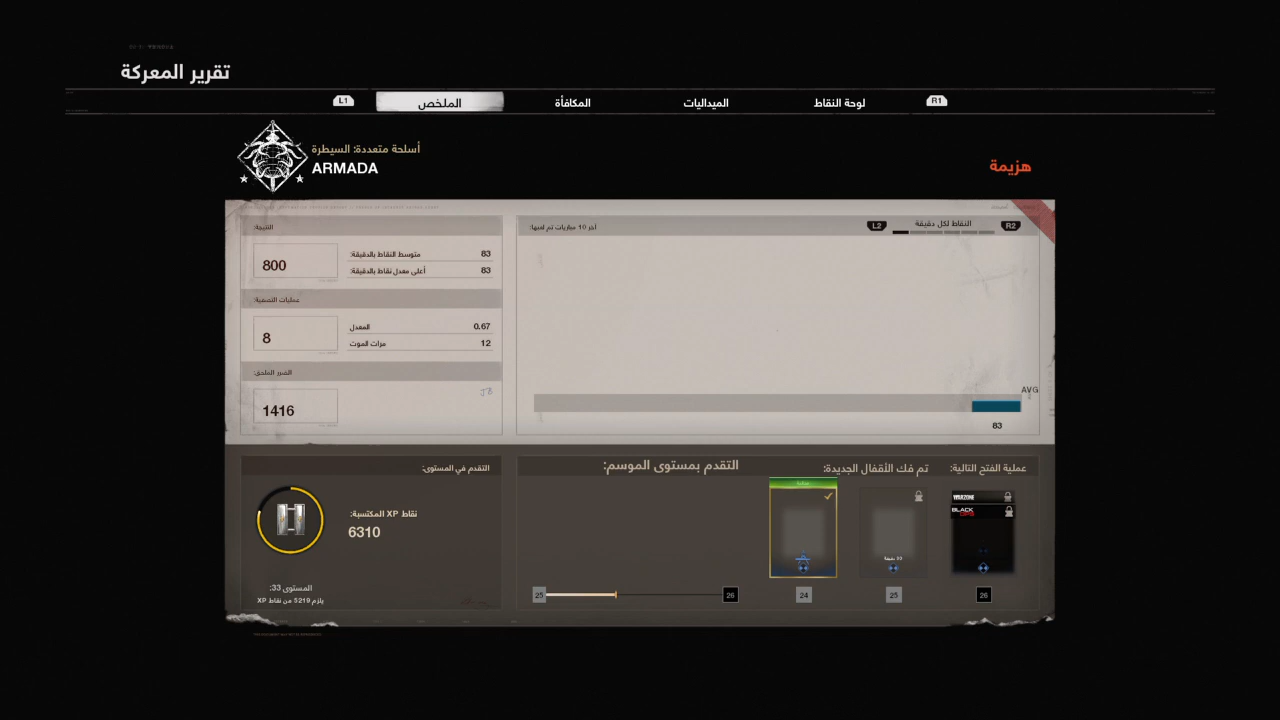 تقرير المعركة
L1
الملخص
المكافأة
الميداليات
لوحة النقاط
R1
أسلحة متعددة: السيطرة
ARMADA
هزيمة
النتيجة:
800
متوسط النقاط بالدقيقة: 83
أعلى معدل نقاط بالدقيقة: 83
عمليات التصفية:
8
المعدل 0.67
مرات الموت 12
الضرر الملحق:
1416
آخر 10 مباريات تم لعبها:
L2
النقاط لكل دقيقة
R2
AVG
83
التقدم في المستوى:
نقاط XP المكتسبة:
6310
المستوى 33:
يلزم 5219 من نقاط XP
التقدم بمستوى الموسم:
25
26
تم فك الأقفال الجديدة:
24
25
عملية الفتح التالية:
WARZONE
BLACK OPS
26